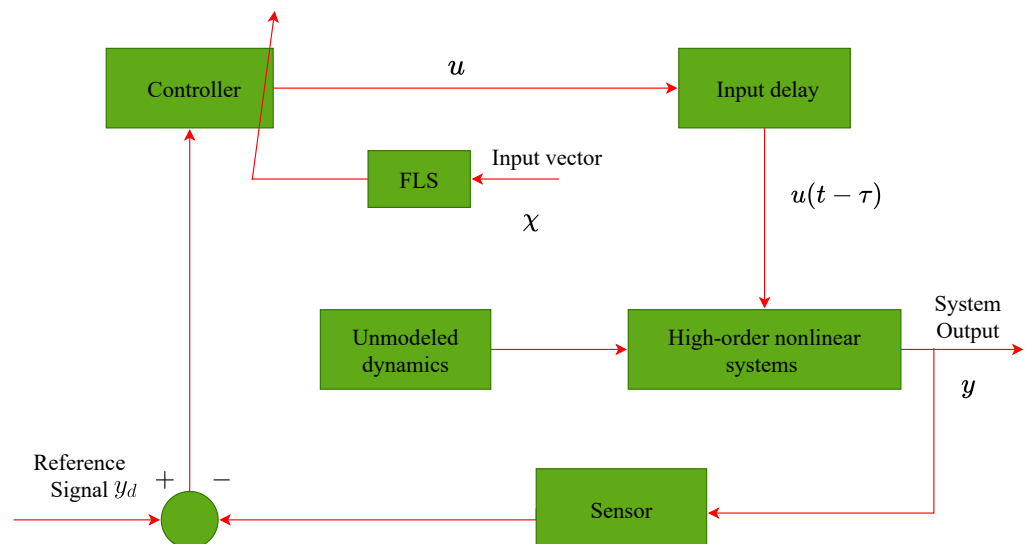 u
Controller
Input delay
Input vector
FLS
u(t − τ)
χ
System
Output
Unmodeled
dynamics
High-order nonlinear
systems
y
Reference
Signal y_d
+
−
Sensor